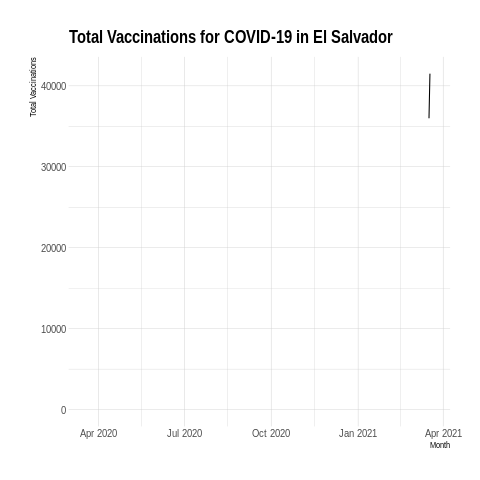 Total Vaccinations for COVID-19 in El Salvador
Total Vaccinations
40000
30000
20000
10000
0
Apr 2020 Jul 2020 Oct 2020 Jan 2021 Apr 2021
Month